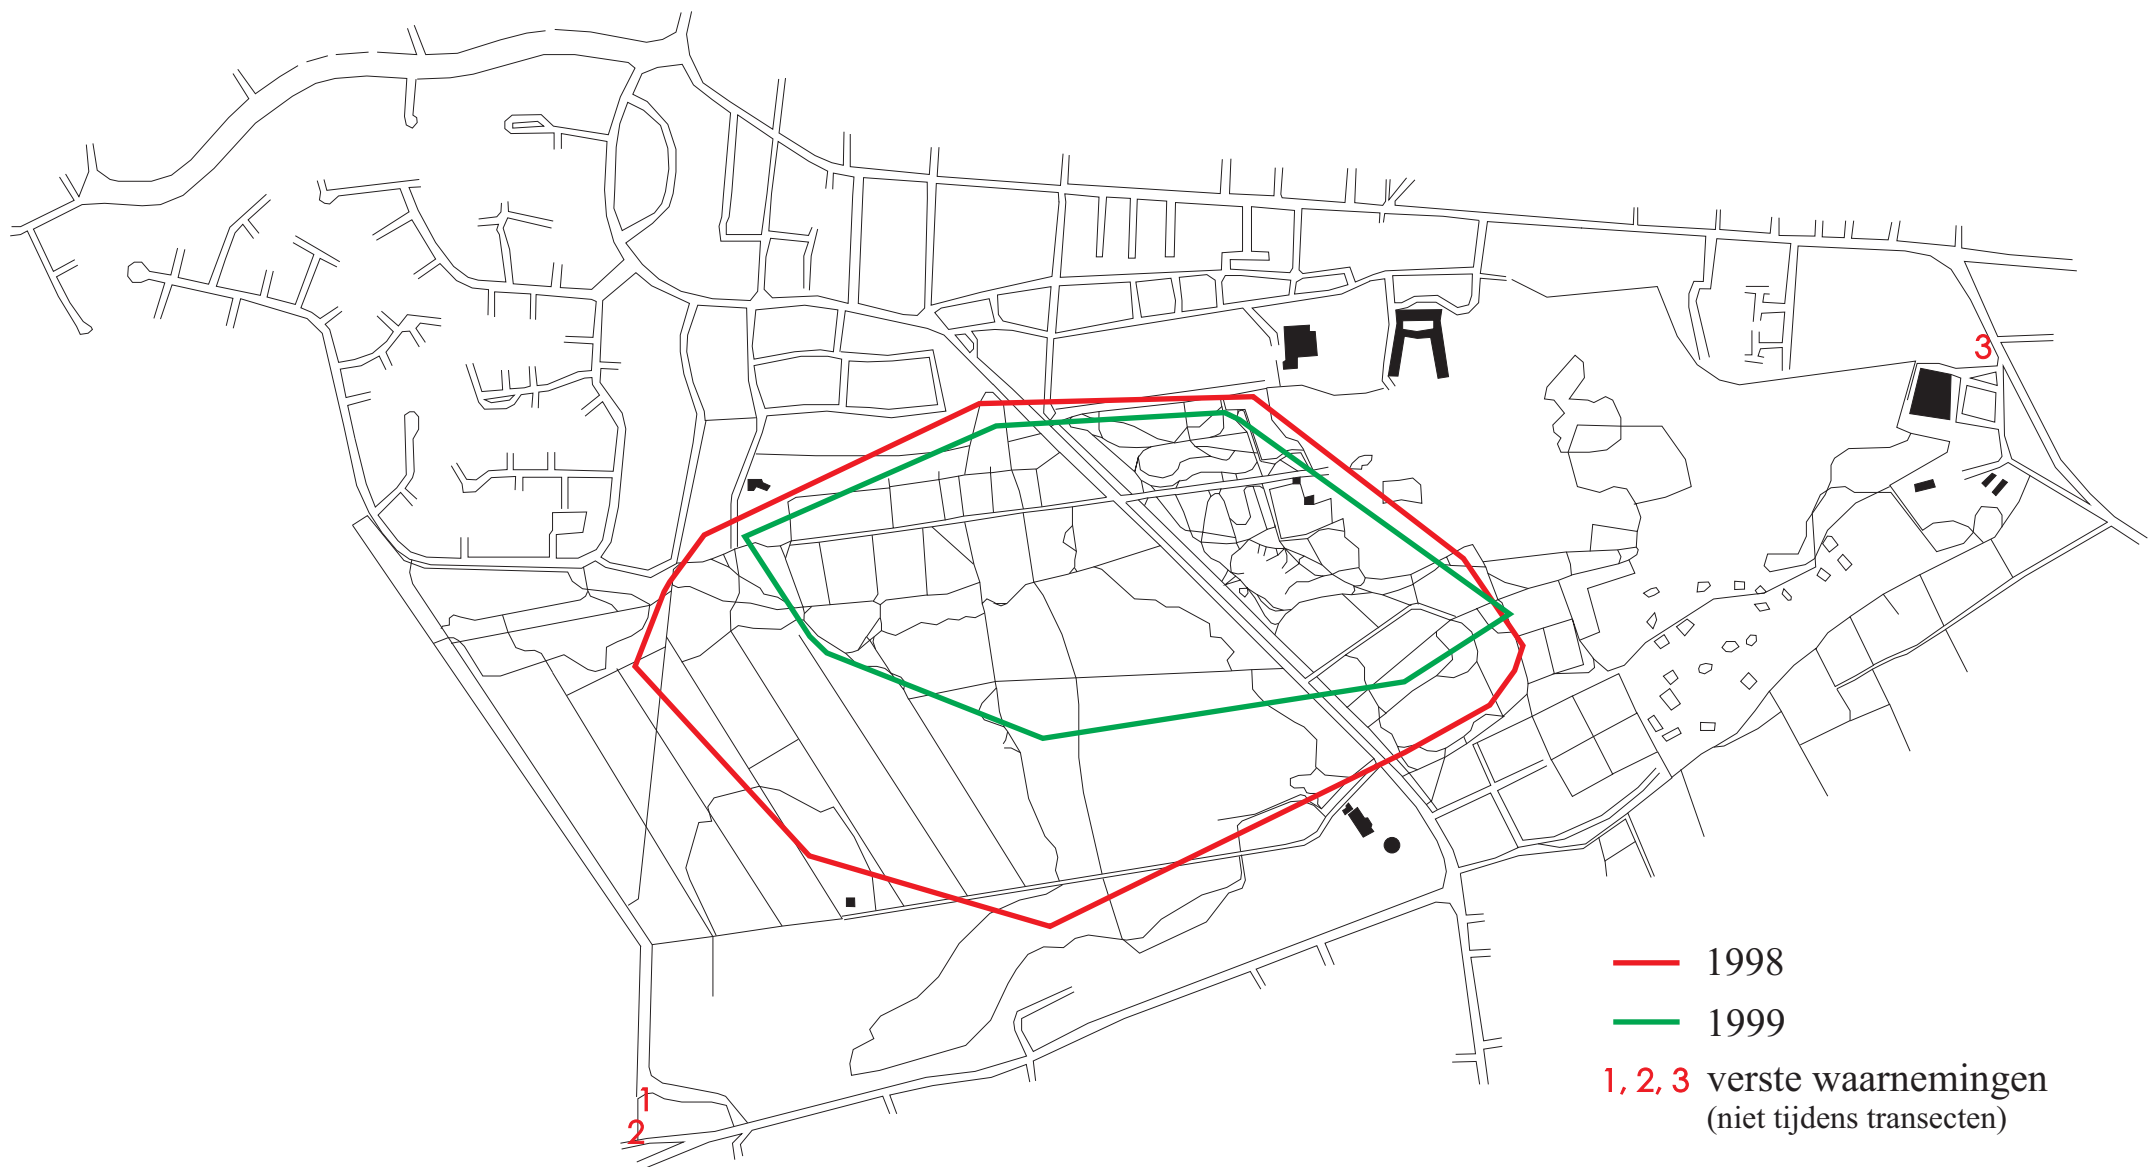 3
1998
1999
1, 2, 3 verste waarnemingen
(niet tijdens transecten)
1
2